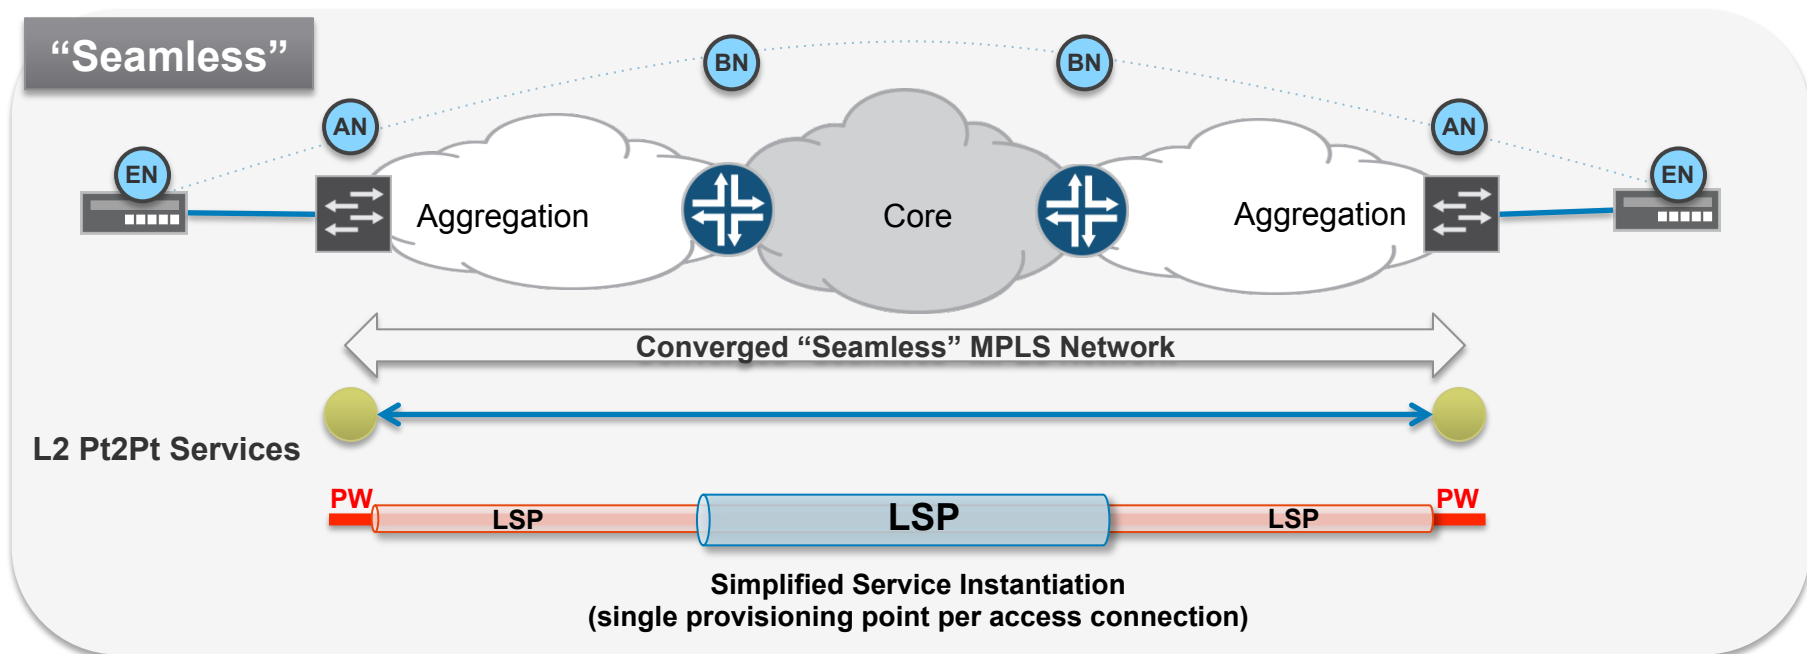 “Seamless”
BN
BN
AN
AN
EN
EN
Aggregation
Core
Aggregation
Converged “Seamless” MPLS Network
L2 Pt2Pt Services
PW
LSP
LSP
LSP
PW
Simplified Service Instantiation
(single provisioning point per access connection)